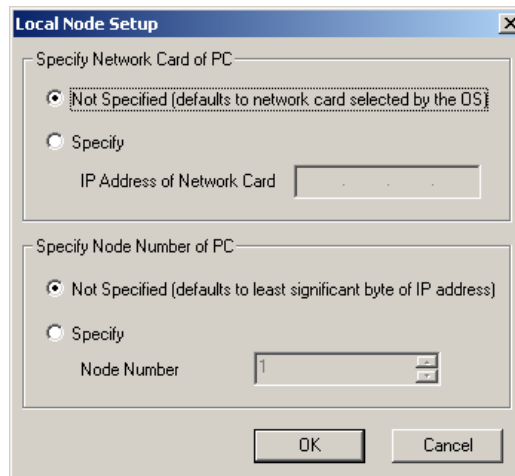 Local Node Setup
Specify Network Card of PC
Not Specified (defaults to network card selected by the OS)
Specify
IP Address of Network Card . . .
Specify Node Number of PC
Not Specified (defaults to least significant byte of IP address)
Specify
Node Number 1
OK Cancel